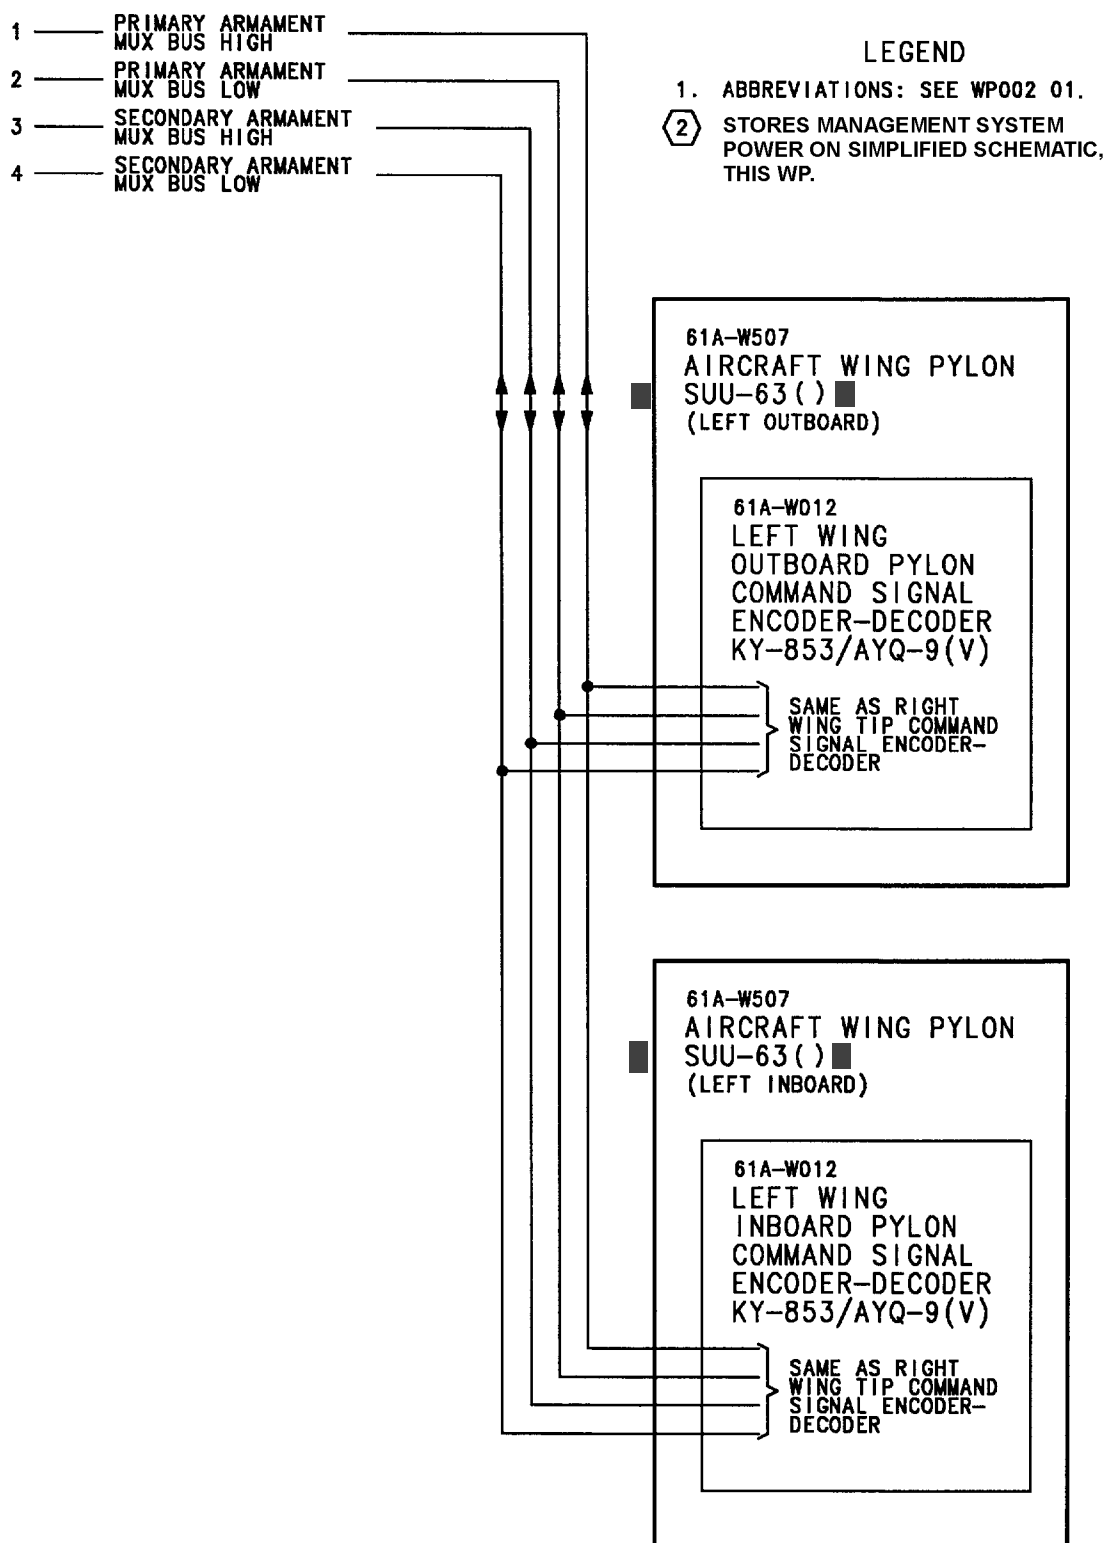 1 PRIMARY ARMAMENT
MUX BUS HIGH
2 PRIMARY ARMAMENT
MUX BUS LOW
3 SECONDARY ARMAMENT
MUX BUS HIGH
4 SECONDARY ARMAMENT
MUX BUS LOW
LEGEND
1. ABBREVIATIONS: SEE WP002 01.
2 STORES MANAGEMENT SYSTEM
POWER ON SIMPLIFIED SCHEMATIC,
THIS WP.
61A-W507
AIRCRAFT WING PYLON
SUU-63( )
(LEFT OUTBOARD)
61A-W012
LEFT WING
OUTBOARD PYLON
COMMAND SIGNAL
ENCODER-DECODER
KY-853/AYQ-9(V)
SAME AS RIGHT
WING TIP COMMAND
SIGNAL ENCODER-
DECODER
61A-W507
AIRCRAFT WING PYLON
SUU-63( )
(LEFT INBOARD)
61A-W012
LEFT WING
INBOARD PYLON
COMMAND SIGNAL
ENCODER-DECODER
KY-853/AYQ-9(V)
SAME AS RIGHT
WING TIP COMMAND
SIGNAL ENCODER-
DECODER